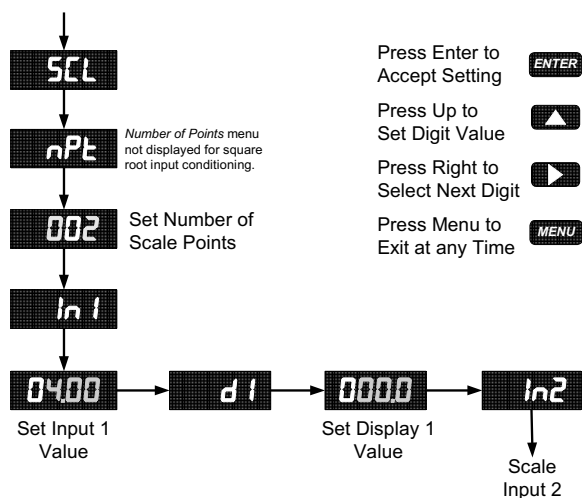 SCL
nPt
Number of Points menu
not displayed for square
root input conditioning.
002
Set Number of
Scale Points
In 1
04.00
d 1
000.0
In2
Set Input 1
Value
Set Display 1
Value
Scale
Input 2
Press Enter to
Accept Setting
ENTER
Press Up to
Set Digit Value
Press Right to
Select Next Digit
Press Menu to
Exit at any Time
MENU